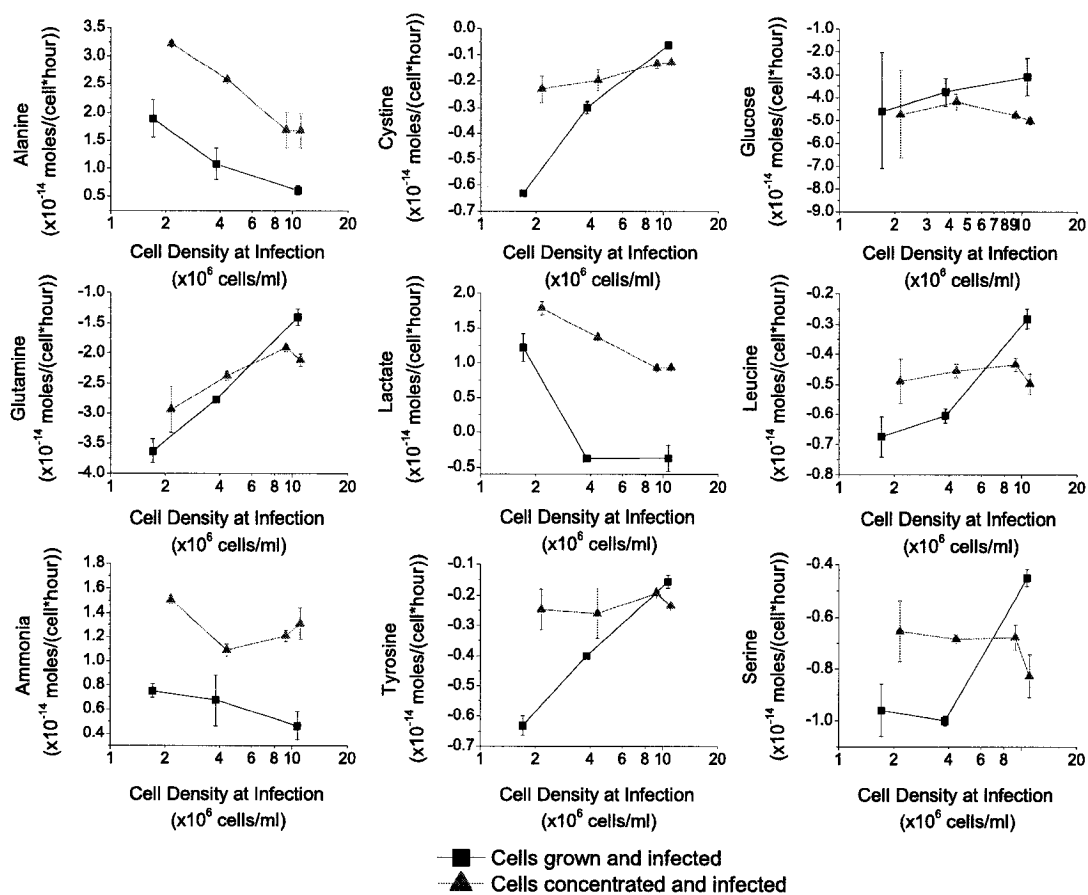 Alanine
(x10⁻¹⁴ moles/(cell*hour))
3.5
3.0
2.5
2.0
1.5
1.0
0.5
1 2 4 6 8 10 20
Cell Density at Infection
(x10⁶ cells/ml)
Cystine
(x10⁻¹⁴ moles/(cell*hour))
0.0
-0.1
-0.2
-0.3
-0.4
-0.5
-0.6
-0.7
1 2 4 6 8 10 20
Cell Density at Infection
(x10⁶ cells/ml)
Glucose
(x10⁻¹⁴ moles/(cell*hour))
-1.0
-2.0
-3.0
-4.0
-5.0
-6.0
-7.0
-8.0
-9.0
1 2 3 4 5 6 7 8 9 10 20
Cell Density at Infection
(x10⁶ cells/ml)
Glutamine
(x10⁻¹⁴ moles/(cell*hour))
-1.0
-1.5
-2.0
-2.5
-3.0
-3.5
-4.0
1 2 4 6 8 10 20
Cell Density at Infection
(x10⁶ cells/ml)
Lactate
(x10⁻¹⁴ moles/(cell*hour))
2.0
1.5
1.0
0.5
0.0
-0.5
1 2 4 6 8 10 20
Cell Density at Infection
(x10⁶ cells/ml)
Leucine
(x10⁻¹⁴ moles/(cell*hour))
-0.2
-0.3
-0.4
-0.5
-0.6
-0.7
-0.8
1 2 4 6 8 10 20
Cell Density at Infection
(x10⁶ cells/ml)
Ammonia
(x10⁻¹⁴ moles/(cell*hour))
1.8
1.6
1.4
1.2
1.0
0.8
0.6
0.4
1 2 4 6 8 10 20
Cell Density at Infection
(x10⁶ cells/ml)
Tyrosine
(x10⁻¹⁴ moles/(cell*hour))
-0.1
-0.2
-0.3
-0.4
-0.5
-0.6
-0.7
1 2 4 6 8 10 20
Cell Density at Infection
(x10⁶ cells/ml)
Serine
(x10⁻¹⁴ moles/(cell*hour))
-0.4
-0.6
-0.8
-1.0
1 2 4 6 8 10 20
Cell Density at Infection
(x10⁶ cells/ml)
Cells grown and infected
Cells concentrated and infected